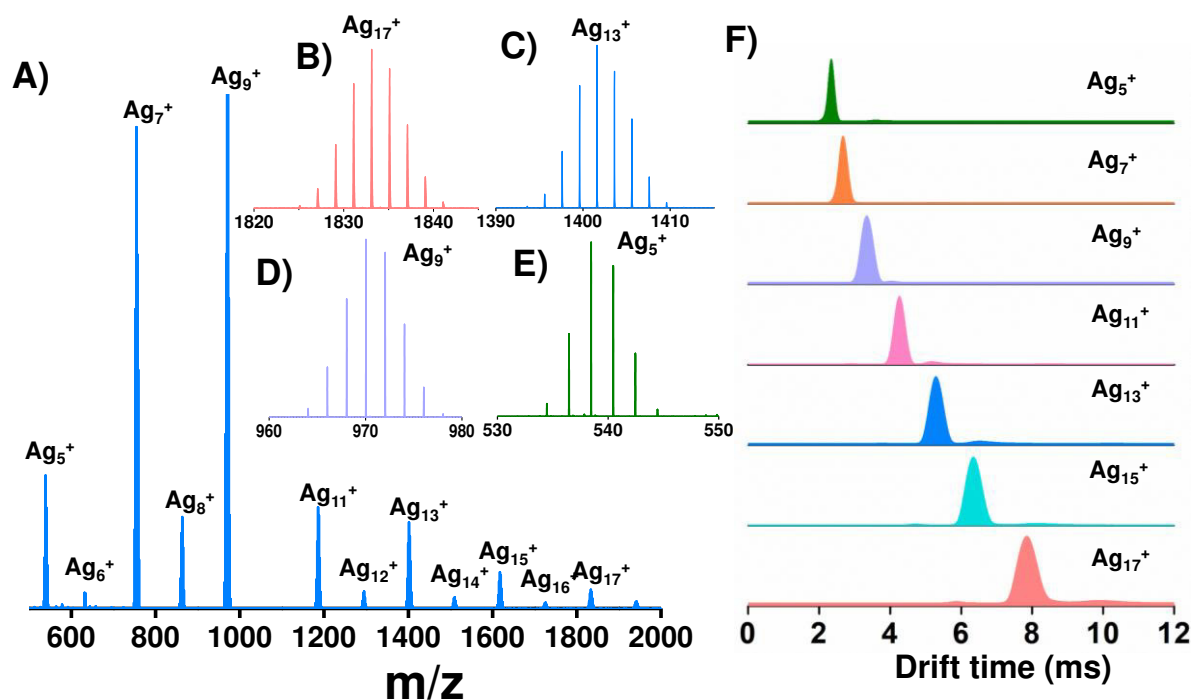 A)
Ag₅⁺
Ag₆⁺
Ag₇⁺
Ag₈⁺
Ag₉⁺
Ag₁₁⁺
Ag₁₂⁺
Ag₁₃⁺
Ag₁₄⁺
Ag₁₅⁺
Ag₁₆⁺
Ag₁₇⁺
600 800 1000 1200 1400 1600 1800 2000
m/z
B)
Ag₁₇⁺
1820 1830 1840
C)
Ag₁₃⁺
1390 1400 1410
D)
Ag₉⁺
960 970 980
E)
Ag₅⁺
530 540 550
F)
Ag₅⁺
Ag₇⁺
Ag₉⁺
Ag₁₁⁺
Ag₁₃⁺
Ag₁₅⁺
Ag₁₇⁺
0 2 4 6 8 10 12
Drift time (ms)